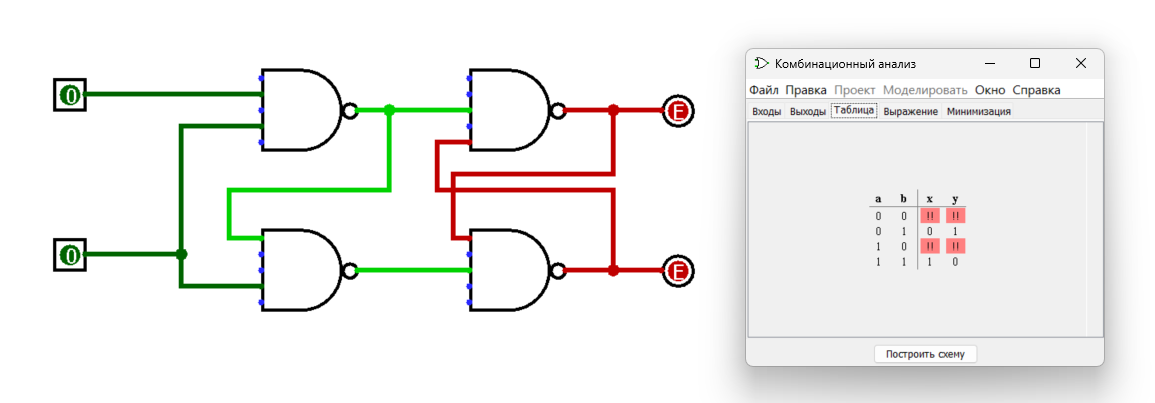 0
E
0
E
Комбинационный анализ
Файл Правка Проект Моделировать Окно Справка
Входы Выходы Таблица Выражение Минимизация
a b x y
0 0 !! !!
0 1 0 1
1 0 !! !!
1 1 1 0
Построить схему